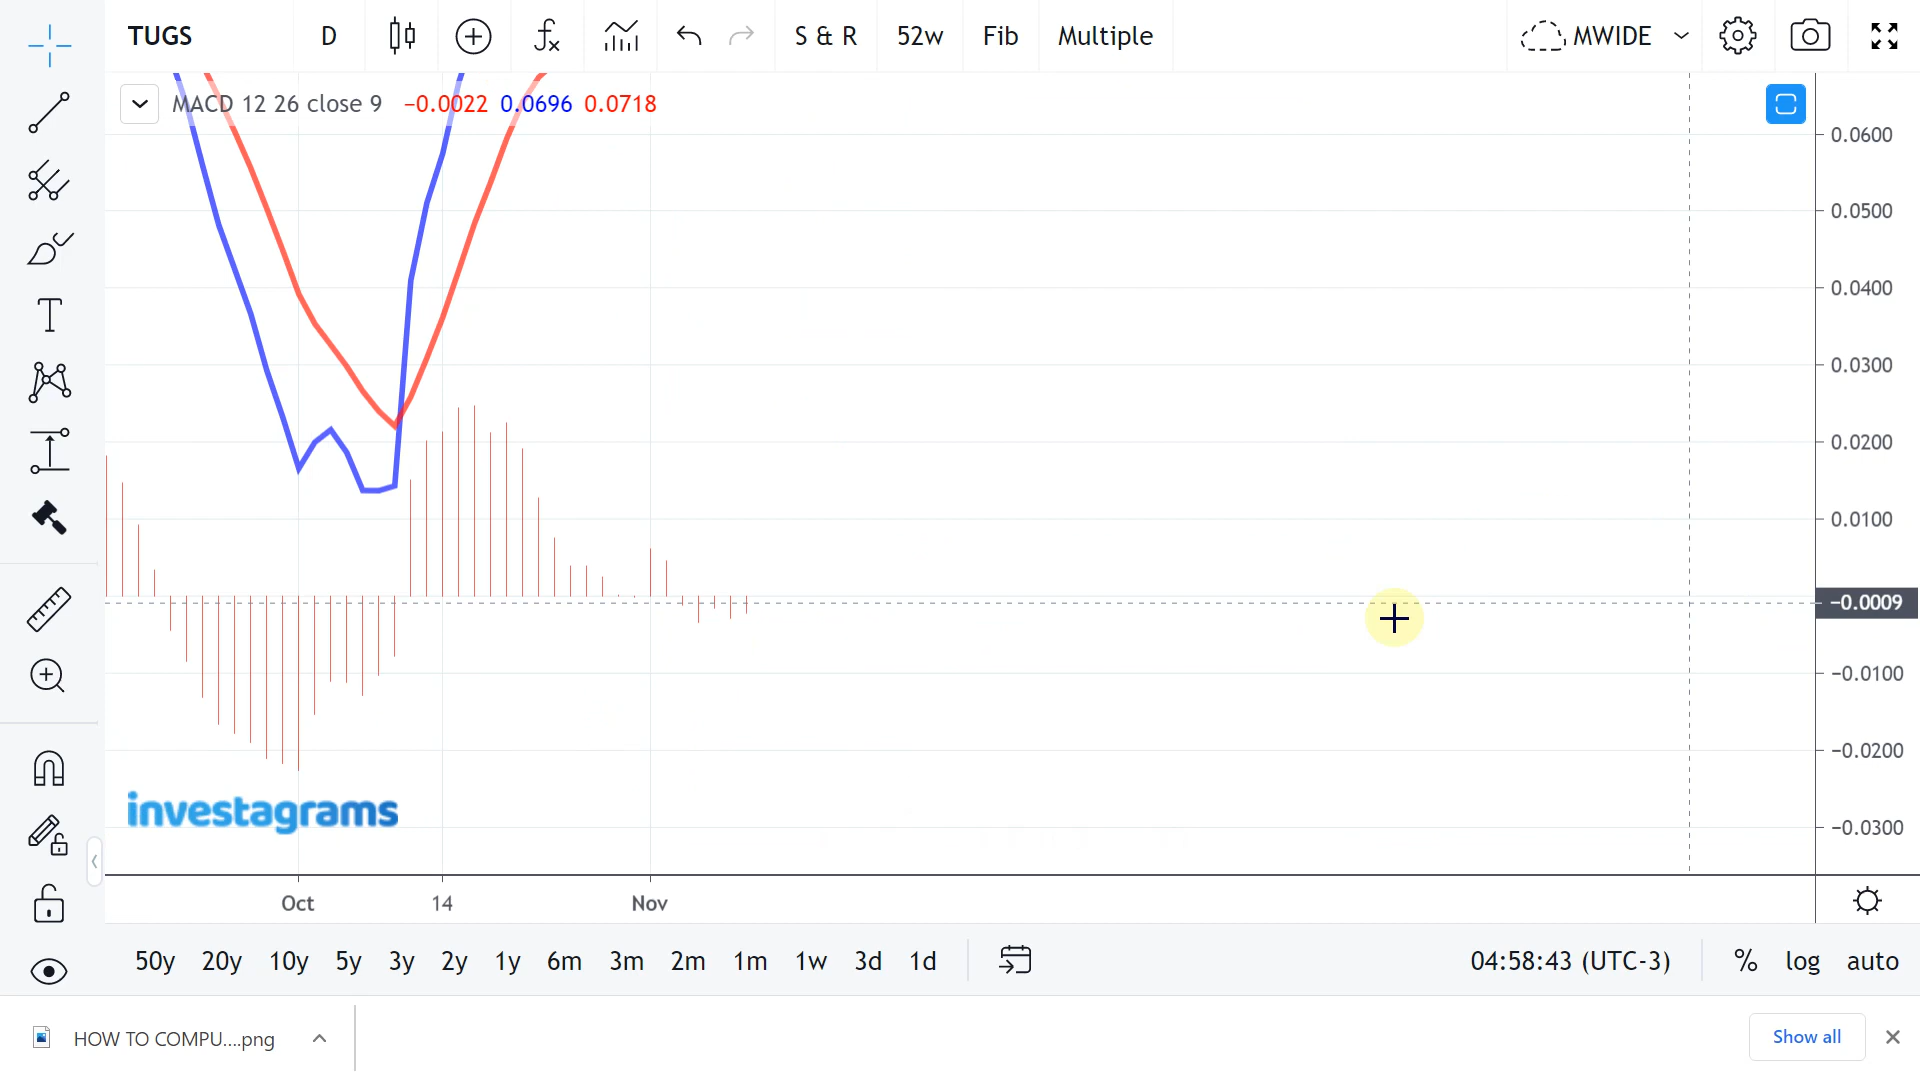 TUGS D S & R 52w Fib Multiple MWIDE
MACD 12 26 close 9 −0.0022 0.0696 0.0718
0.0600
0.0500
0.0400
0.0300
0.0200
0.0100
−0.0009
−0.0100
−0.0200
−0.0300
investagrams
Oct 14 Nov
50y 20y 10y 5y 3y 2y 1y 6m 3m 2m 1m 1w 3d 1d 04:58:43 (UTC-3) % log auto
HOW TO COMPU....png Show all